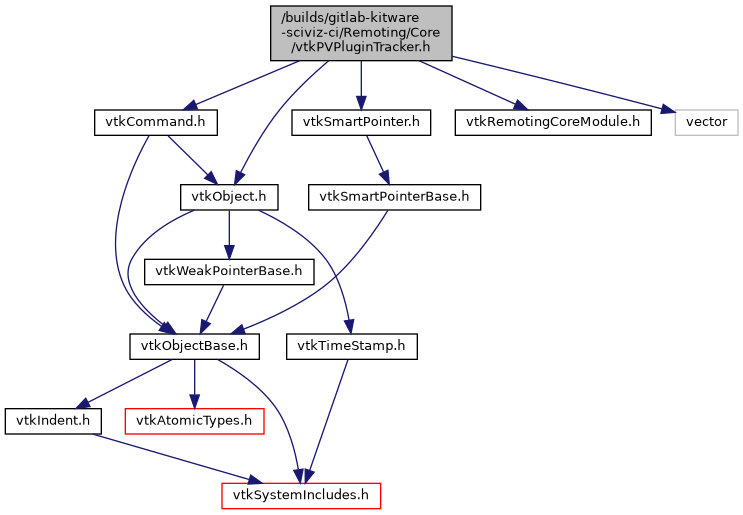 /builds/gitlab-kitware
-sciviz-ci/Remoting/Core
/vtkPVPluginTracker.h
vtkCommand.h
vtkSmartPointer.h
vtkRemotingCoreModule.h
vector
vtkObject.h
vtkSmartPointerBase.h
vtkWeakPointerBase.h
vtkObjectBase.h
vtkTimeStamp.h
vtkIndent.h
vtkAtomicTypes.h
vtkSystemIncludes.h